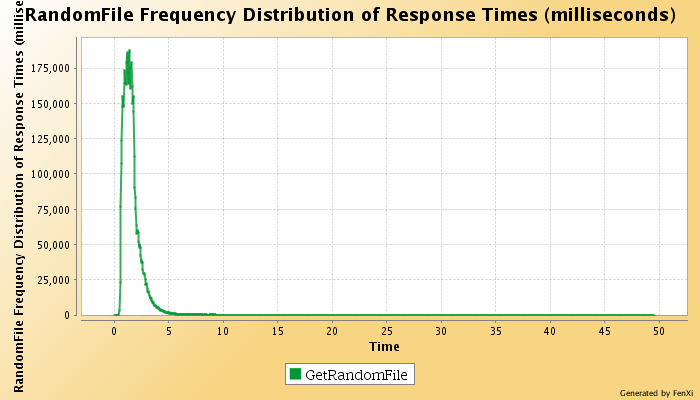 RandomFile Frequency Distribution of Response Times (milliseconds)
RandomFile Frequency Distribution of Response Times (millise
175,000
150,000
125,000
100,000
75,000
50,000
25,000
0
0 5 10 15 20 25 30 35 40 45 50
Time
GetRandomFile
Generated by FenXi